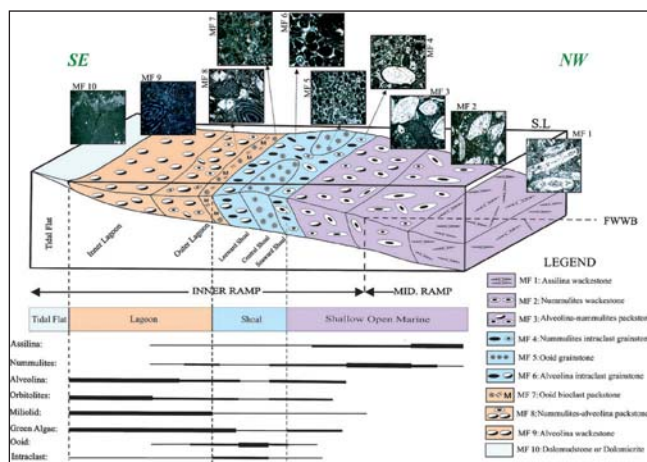 MF 7
MF 6
MF 4
SE
NW
MF 10
MF 9
MF 8
MF 5
MF 3
MF 2
MF 1
S.L
FWWB
Tidal Flat
Inner Lagoon
Outer Lagoon
Leeward Shoal
Central Shoal
Seaward Shoal
INNER RAMP
MID. RAMP
Tidal Flat
Lagoon
Shoal
Shallow Open Marine
Assilina:
Nummulites:
Alveolina:
Orbitolites:
Miliolid:
Green Algae:
Ooid:
Intraclast:
LEGEND
MF 1: Assilina wackestone
MF 2: Nummulites wackestone
MF 3: Alveolina-nummulites packston
MF 4: Nummulites intraclast grainston
MF 5: Ooid grainstone
MF 6: Alveolina intraclast grainstone
M MF 7: Ooid bioclast packstone
MF 8: Nummulites-alveolina packstone
MF 9: Alveolina wackestone
MF 10: Dolomudstone or Dolomicrite